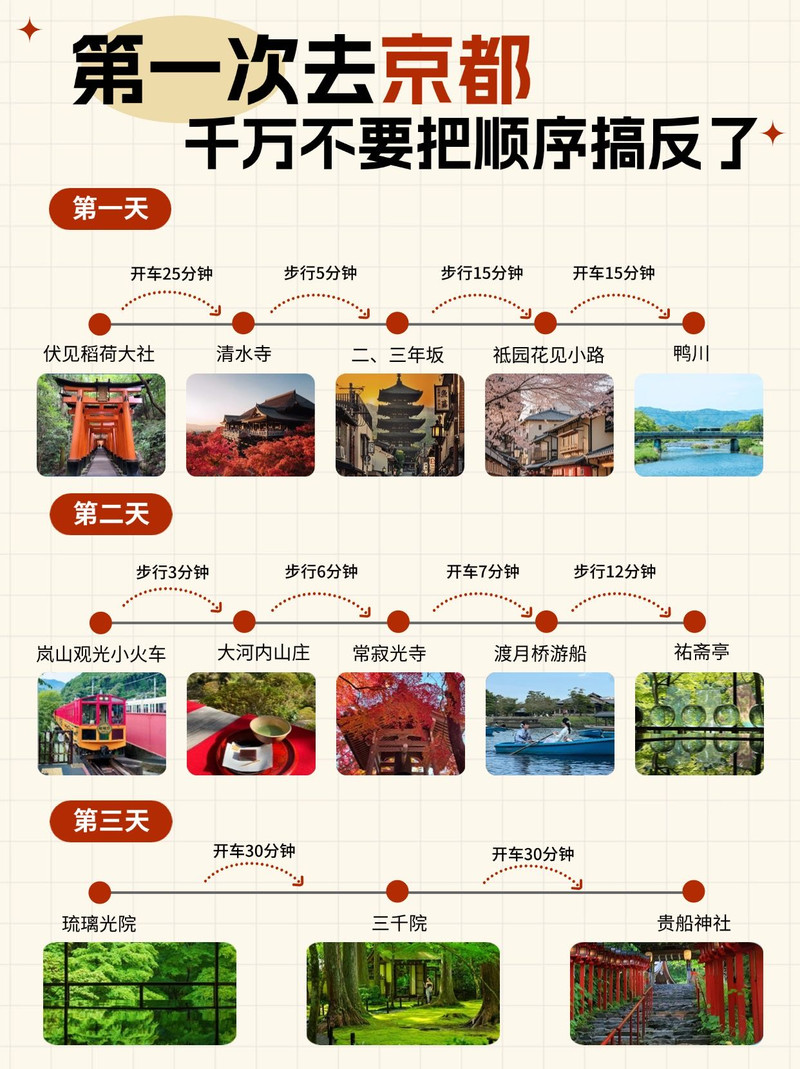 第一次去京都
千万不要把顺序搞反了
第一天
开车25分钟 步行5分钟 步行15分钟 开车15分钟
伏见稻荷大社 清水寺 二、三年坂 祗园花见小路 鸭川
第二天
步行3分钟 步行6分钟 开车7分钟 步行12分钟
岚山观光小火车 大河内山庄 常寂光寺 渡月桥游船 祐斋亭
第三天
开车30分钟 开车30分钟
琉璃光院 三千院 贵船神社